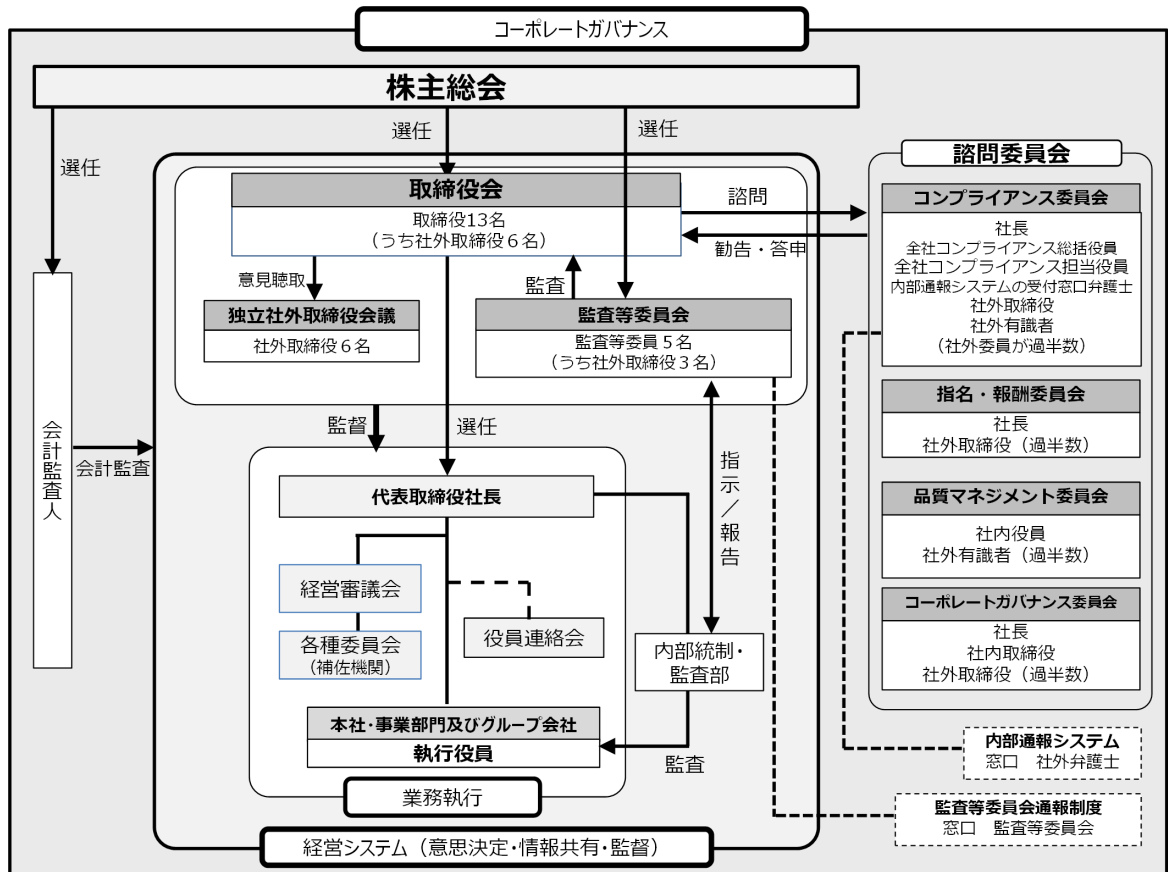 コーポレートガバナンス
株主総会
選任
選任
選任
取締役会
取締役13名
（うち社外取締役６名）
諮問
勧告・答申
意見聴取
監査
独立社外取締役会議
社外取締役６名
監査等委員会
監査等委員５名
（うち社外取締役３名）
会計監査人
会計監査
監督
選任
指示／報告
代表取締役社長
経営審議会
各種委員会
（補佐機関）
役員連絡会
内部統制・
監査部
本社・事業部門及びグループ会社
執行役員
監査
業務執行
経営システム（意思決定・情報共有・監督）
諮問委員会
コンプライアンス委員会
社長
全社コンプライアンス総括役員
全社コンプライアンス担当役員
内部通報システムの受付窓口弁護士
社外取締役
社外有識者
（社外委員が過半数）
指名・報酬委員会
社長
社外取締役（過半数）
品質マネジメント委員会
社内役員
社外有識者（過半数）
コーポレートガバナンス委員会
社長
社内取締役
社外取締役（過半数）
内部通報システム
窓口　社外弁護士
監査等委員会通報制度
窓口　監査等委員会